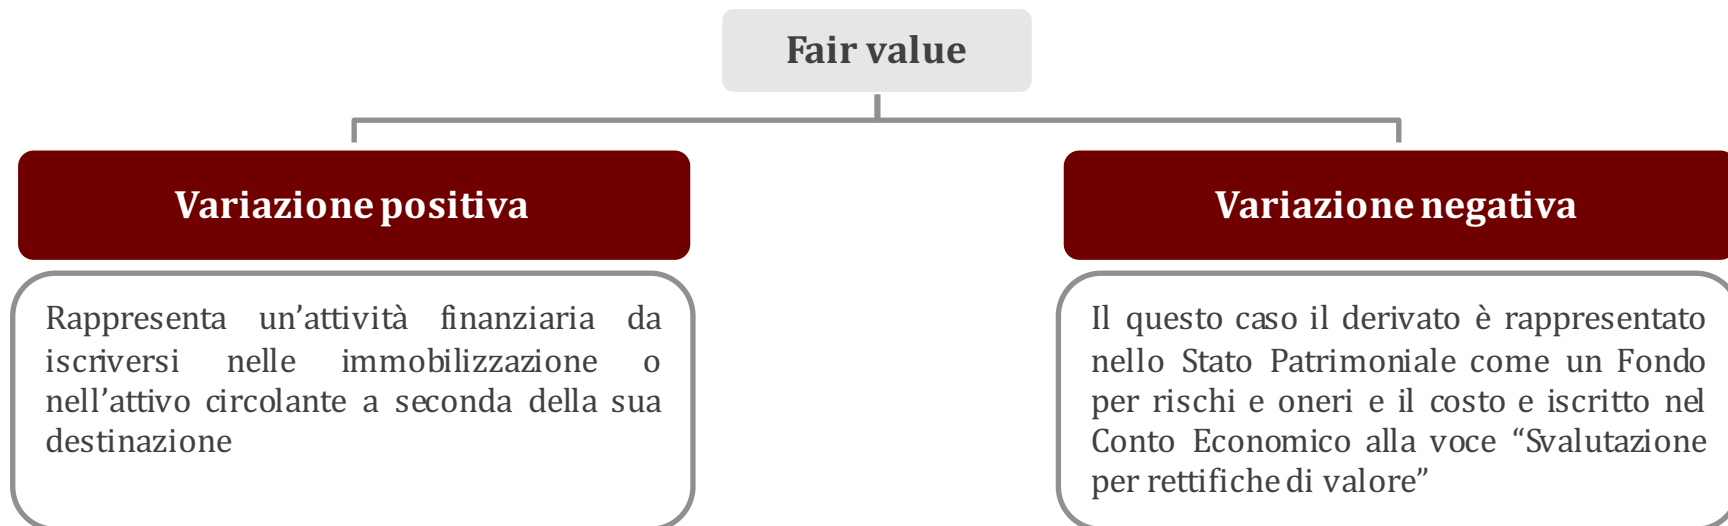 Fair value
Variazione positiva
Variazione negativa
Rappresenta un’attività finanziaria da
iscriversi nelle immobilizzazione o
nell’attivo circolante a seconda della sua
destinazione
Il questo caso il derivato è rappresentato
nello Stato Patrimoniale come un Fondo
per rischi e oneri e il costo e iscritto nel
Conto Economico alla voce “Svalutazione
per rettifiche di valore”